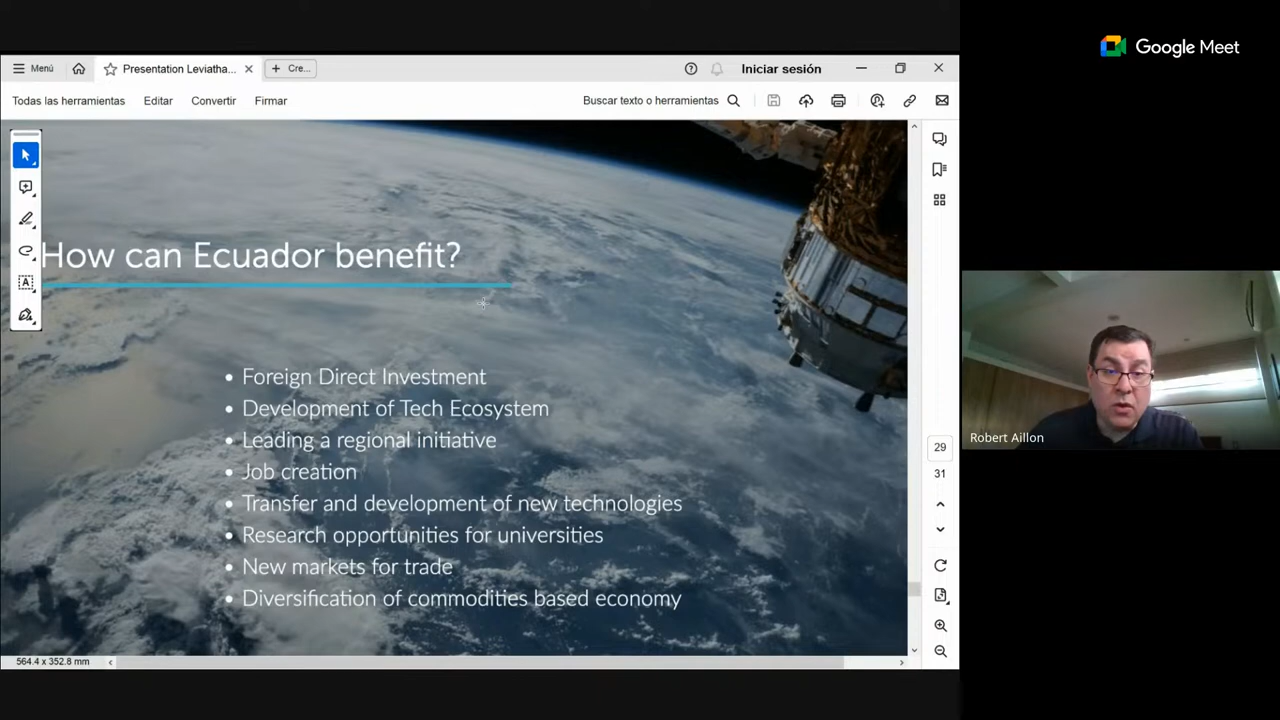 Google Meet
Menú
Presentation Leviatha...
+ Cre...
Iniciar sesión
Todas las herramientas
Editar
Convertir
Firmar
Buscar texto o herramientas
How can Ecuador benefit?
• Foreign Direct Investment
• Development of Tech Ecosystem
• Leading a regional initiative
• Job creation
• Transfer and development of new technologies
• Research opportunities for universities
• New markets for trade
• Diversification of commodities based economy
29
31
564.4 x 352.8 mm
Robert Aillon